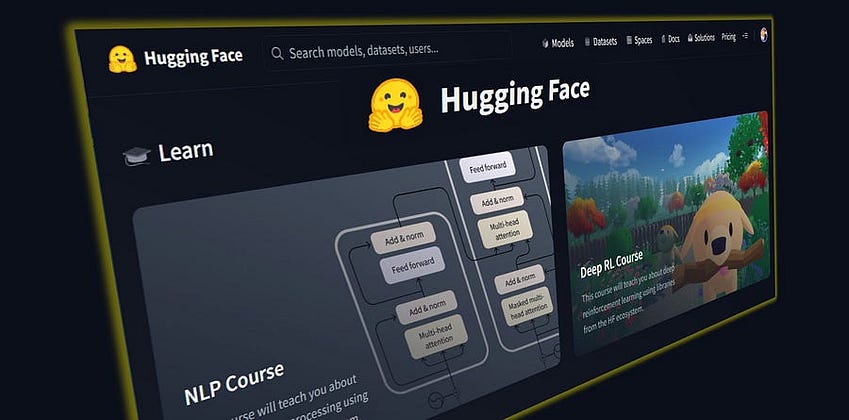 Hugging Face
Search models, datasets, users...
Models
Datasets
Spaces
Docs
Solutions
Pricing
Hugging Face
Learn
Feed forward
Add & norm
Multi-head
attention
Add & norm
Masked multi-
head attention
Add & norm
Feed forward
Add & norm
Multi-head
attention
NLP Course
urse will teach you about
processing using
Deep RL Course
This course will teach you about deep
reinforcement learning using libraries
from the HF ecosystem.